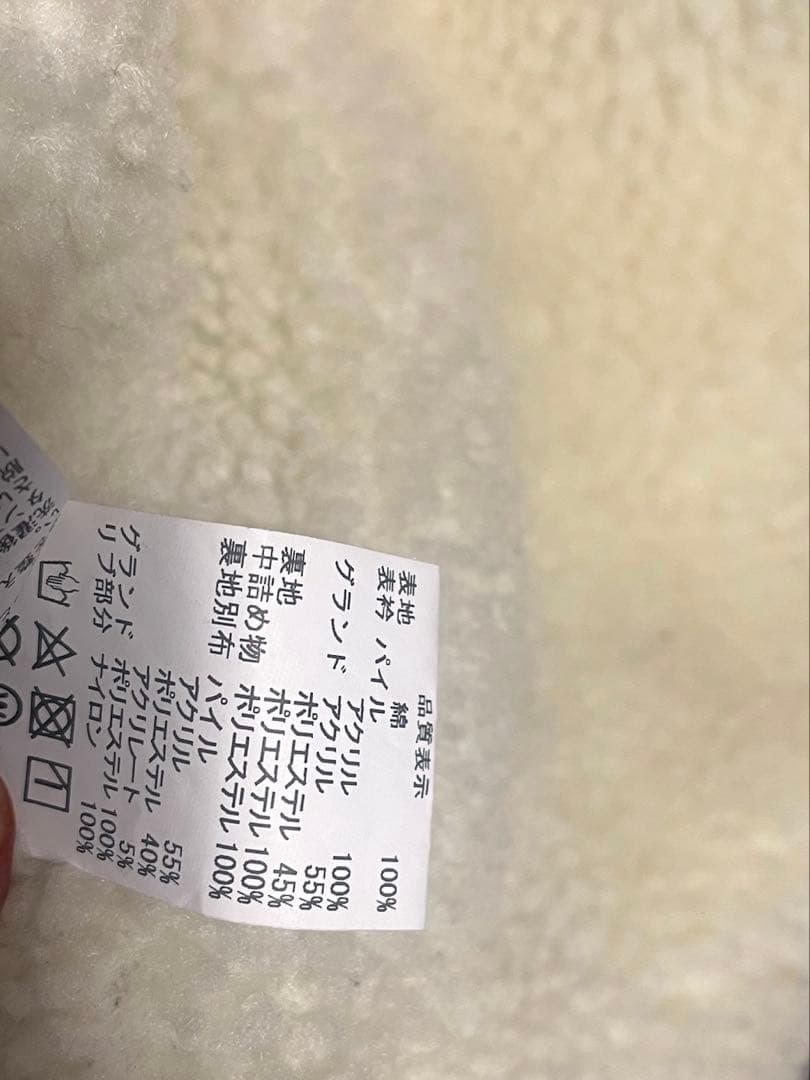 品質表示
表地 綿 100%
表衿 パイル アクリル 100%
グランド アクリル 55%
ポリエステル 45%
裏地 ポリエステル 100%
中詰め物 ポリエステル 100%
裏地別布 パイル
アクリル 55%
ポリエステル 40%
アクリレート 5%
グランド ポリエステル 100%
リブ部分 ナイロン 100%